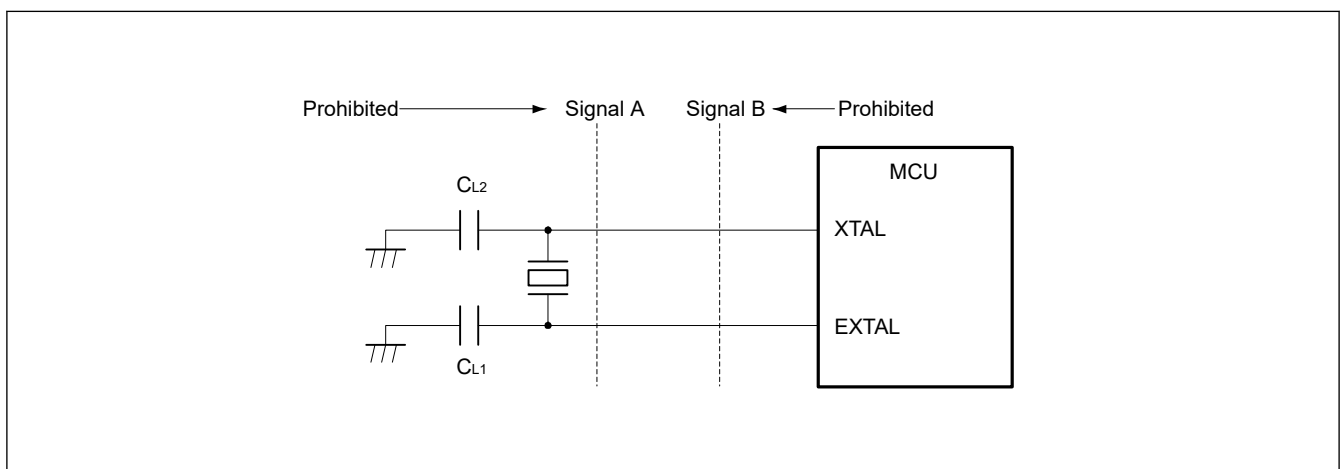 Prohibited Signal A Signal B Prohibited
MCU
CL2
XTAL
EXTAL
CL1